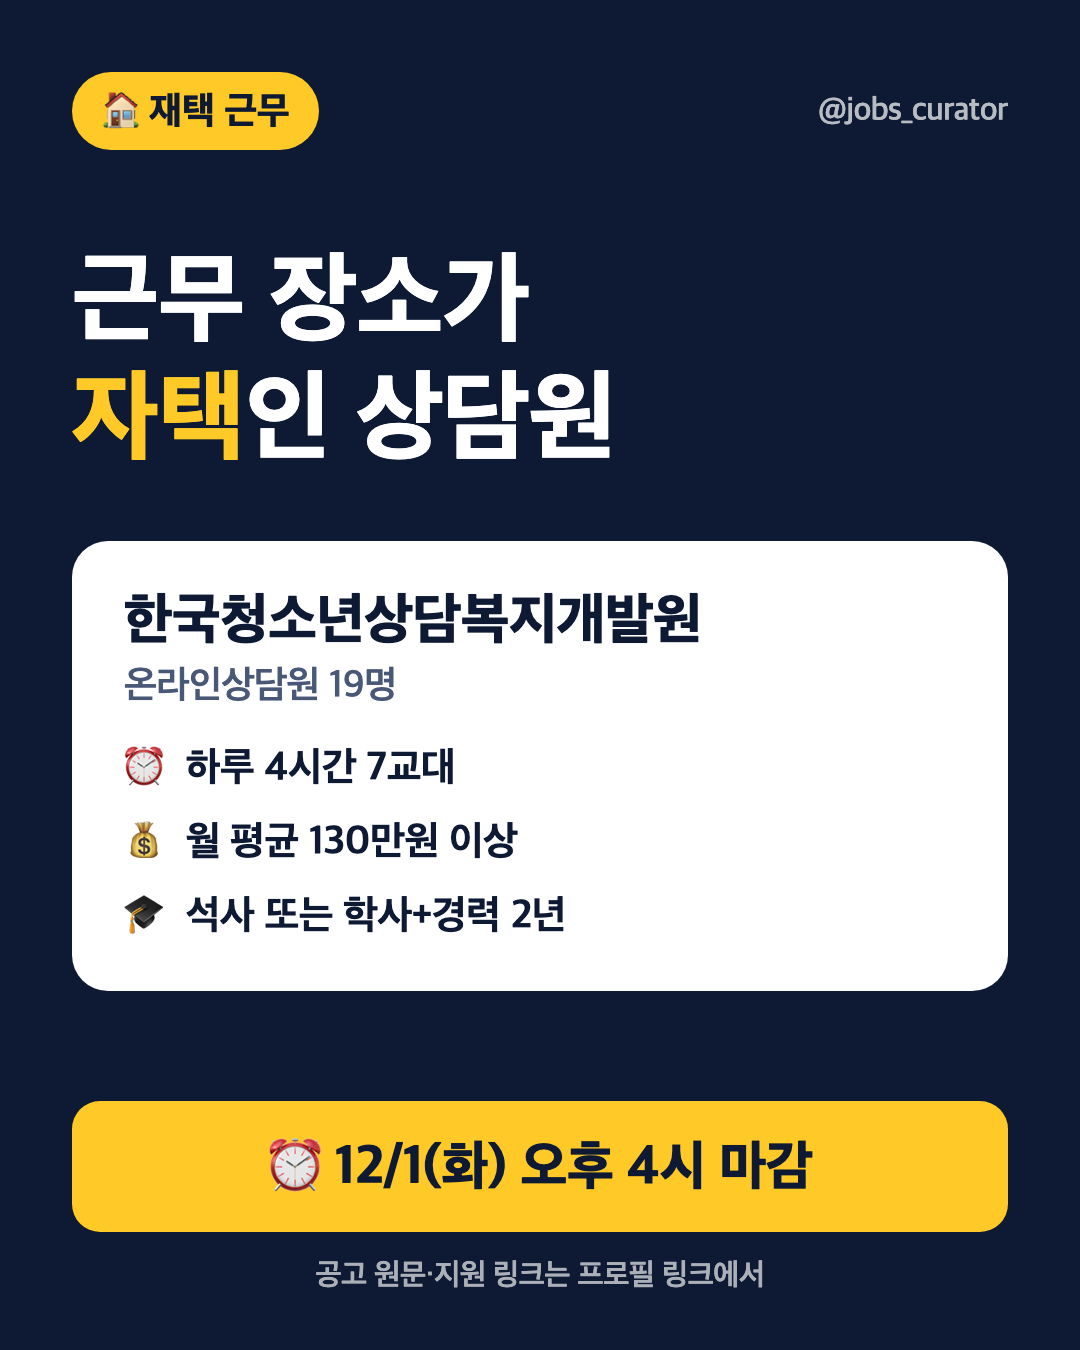 🏠 재택 근무
@jobs_curator
근무 장소가
자택인 상담원
한국청소년상담복지개발원
온라인상담원 19명
⏰ 하루 4시간 7교대
💰 월 평균 130만원 이상
🎓 석사 또는 학사+경력 2년
⏰ 12/1(화) 오후 4시 마감
공고 원문·지원 링크는 프로필 링크에서